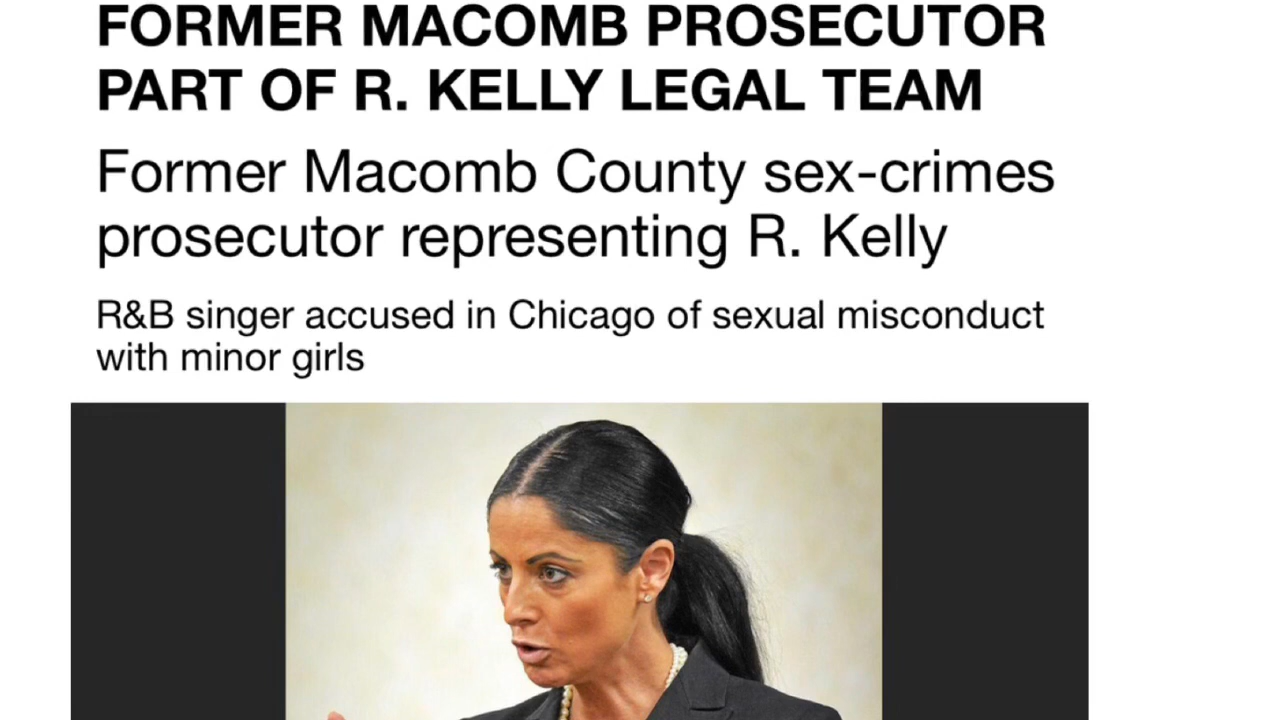 FORMER MACOMB PROSECUTOR
PART OF R. KELLY LEGAL TEAM
Former Macomb County sex-crimes
prosecutor representing R. Kelly
R&B singer accused in Chicago of sexual misconduct
with minor girls